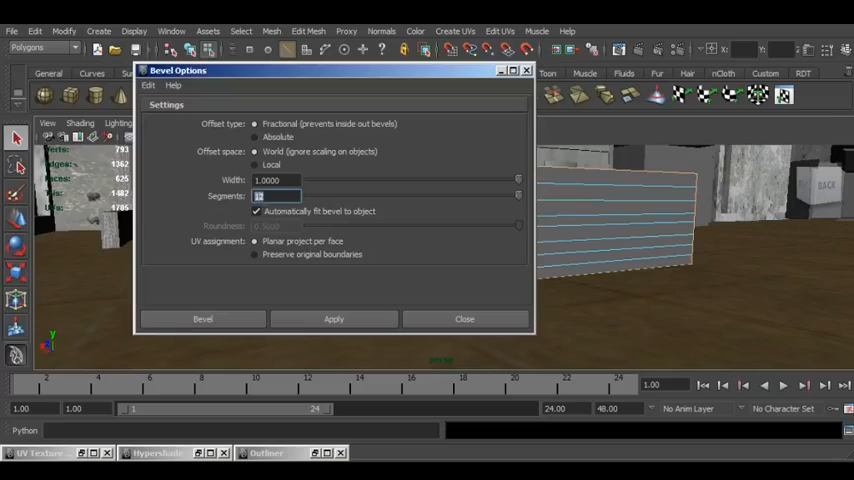 File Edit Modify Create Display Window Assets Select Mesh Edit Mesh Proxy Normals Color Create UVs Edit UVs Muscle Help
Polygons X: Y:
General Curves Toon Muscle Fluids Fur Hair nCloth Custom RDT
Bevel Options
Edit Help
View Shading Lighting
Settings
Verts: 793
Edges: 1362
Tris: 1482
UVs: 1785
Offset type: Fractional (prevents inside out bevels)
Absolute
Offset space: World (ignore scaling on objects)
Local
Width: 1.0000
Segments: 12
Automatically fit bevel to object
Roundness: 0.5000
UV assignment: Planar project per face
Preserve original boundaries
BACK
Bevel Apply Close
y
persp
2 4 6 8 10 12 14 16 18 20 22 24 1.00
1.00 1.00 1 24 24.00 48.00 No Anim Layer No Character Set
Python
UV Texture Hypershade Outliner